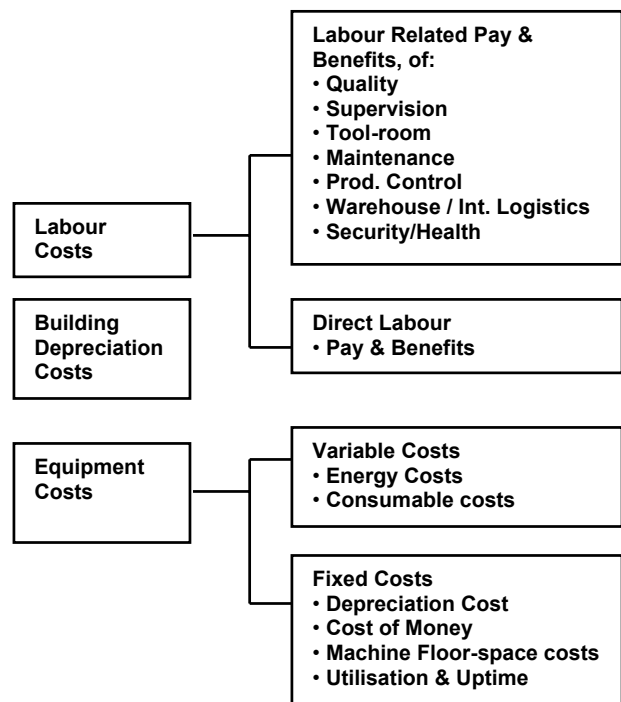 Labour Related Pay &
Benefits, of:
• Quality
• Supervision
• Tool-room
• Maintenance
• Prod. Control
• Warehouse / Int. Logistics
• Security/Health
Labour
Costs
Building
Depreciation
Costs
Direct Labour
• Pay & Benefits
Equipment
Costs
Variable Costs
• Energy Costs
• Consumable costs
Fixed Costs
• Depreciation Cost
• Cost of Money
• Machine Floor-space costs
• Utilisation & Uptime